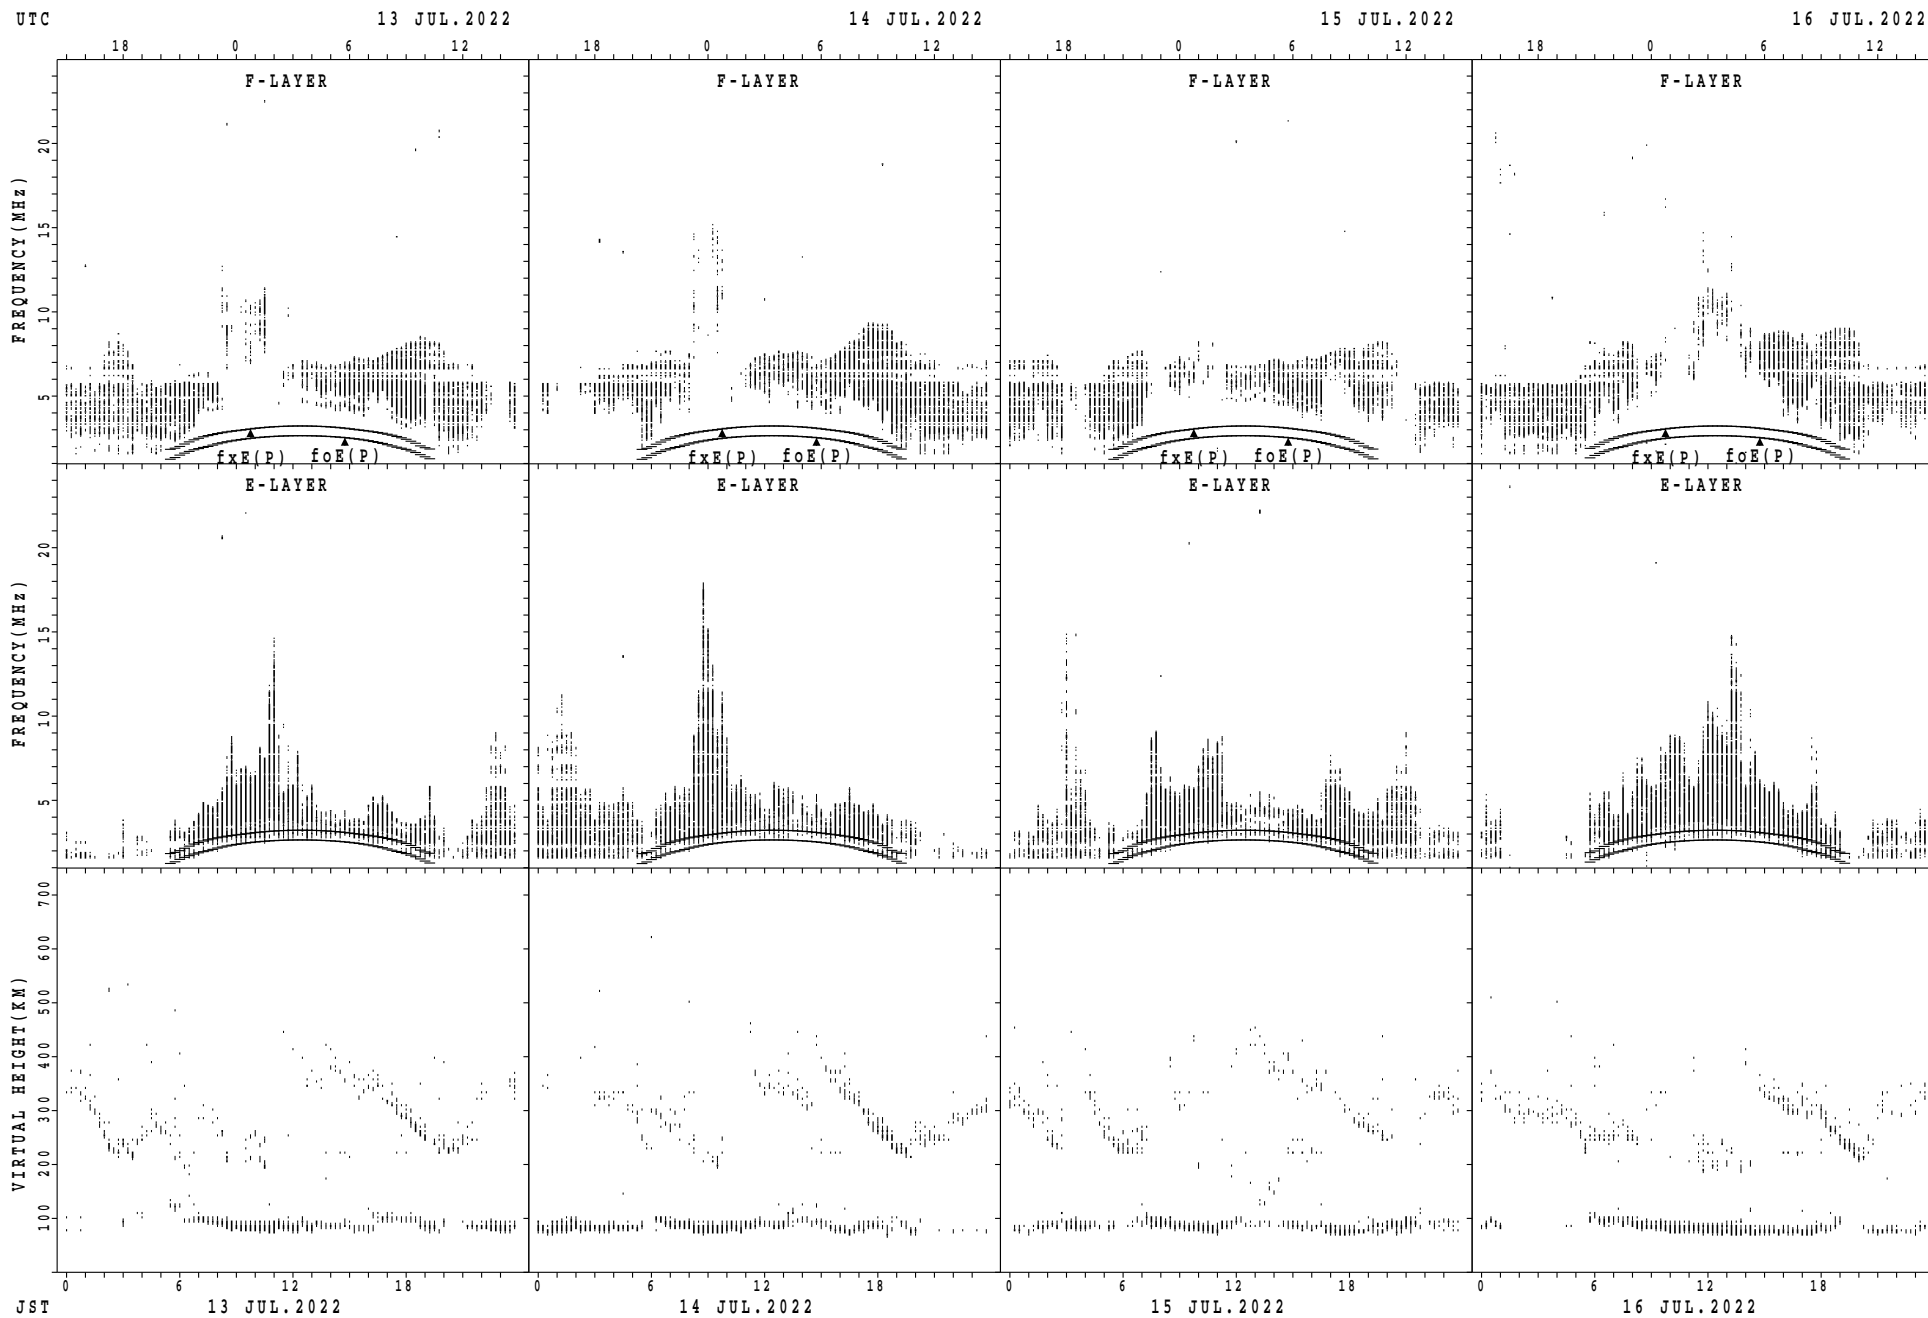 UTC 13 JUL.2022 14 JUL.2022 15 JUL.2022 16 JUL.2022
18 0 6 12 18 0 6 12 18 0 6 12 18 0 6 12
F-LAYER F-LAYER F-LAYER F-LAYER
FREQUENCY(MHz)
20
15
10
5
fxE(P) foE(P) fxE(P) foE(P) fxE(P) foE(P) fxE(P) foE(P)
E-LAYER E-LAYER E-LAYER E-LAYER
FREQUENCY(MHz)
20
15
10
5
VIRTUAL HEIGHT(KM)
700
600
500
400
300
200
100
0 6 12 18 0 6 12 18 0 6 12 18 0 6 12 18
JST 13 JUL.2022 14 JUL.2022 15 JUL.2022 16 JUL.2022